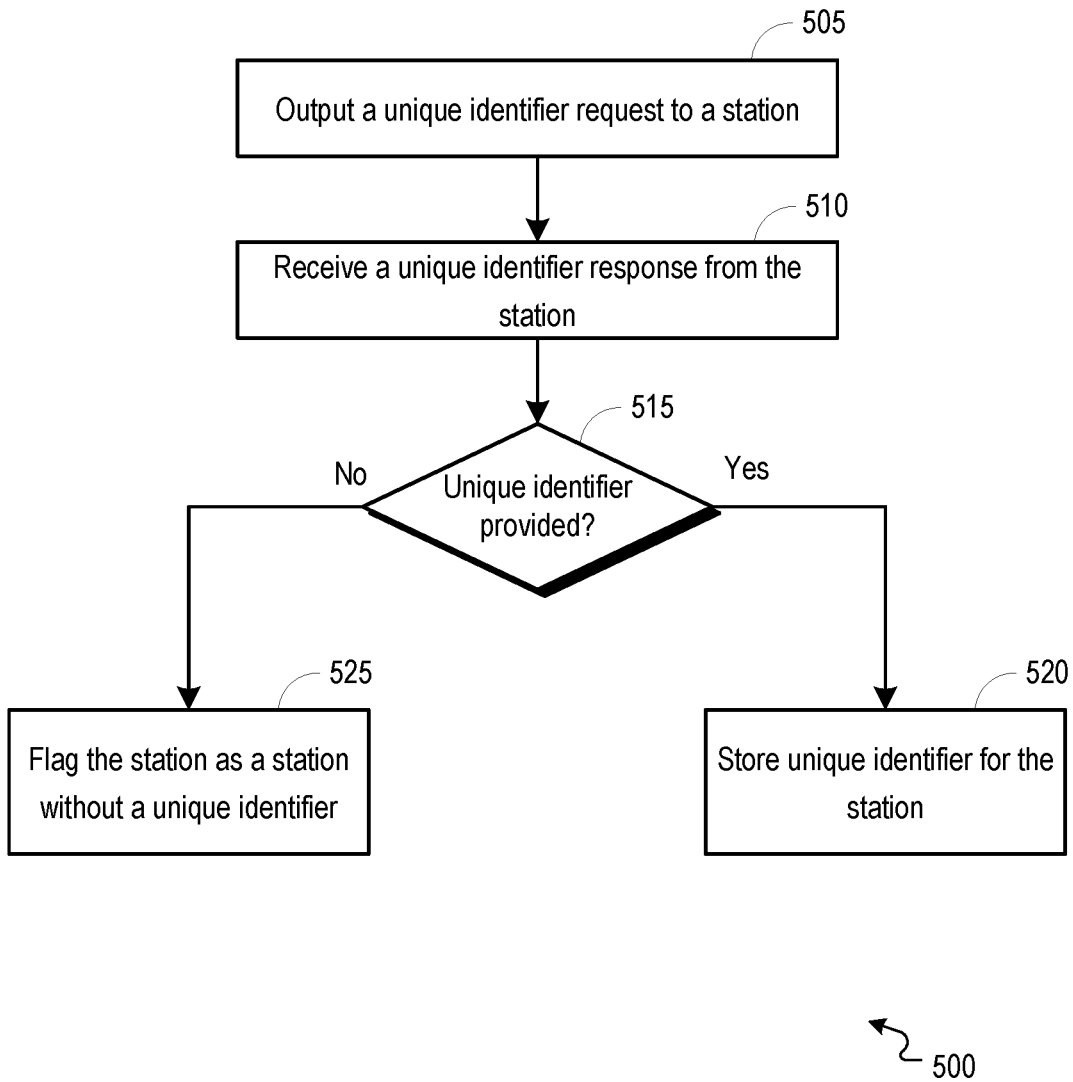 505
Output a unique identifier request to a station
510
Receive a unique identifier response from the
station
515
No
Yes
Unique identifier
provided?
525
520
Flag the station as a station
without a unique identifier
Store unique identifier for the
station
500